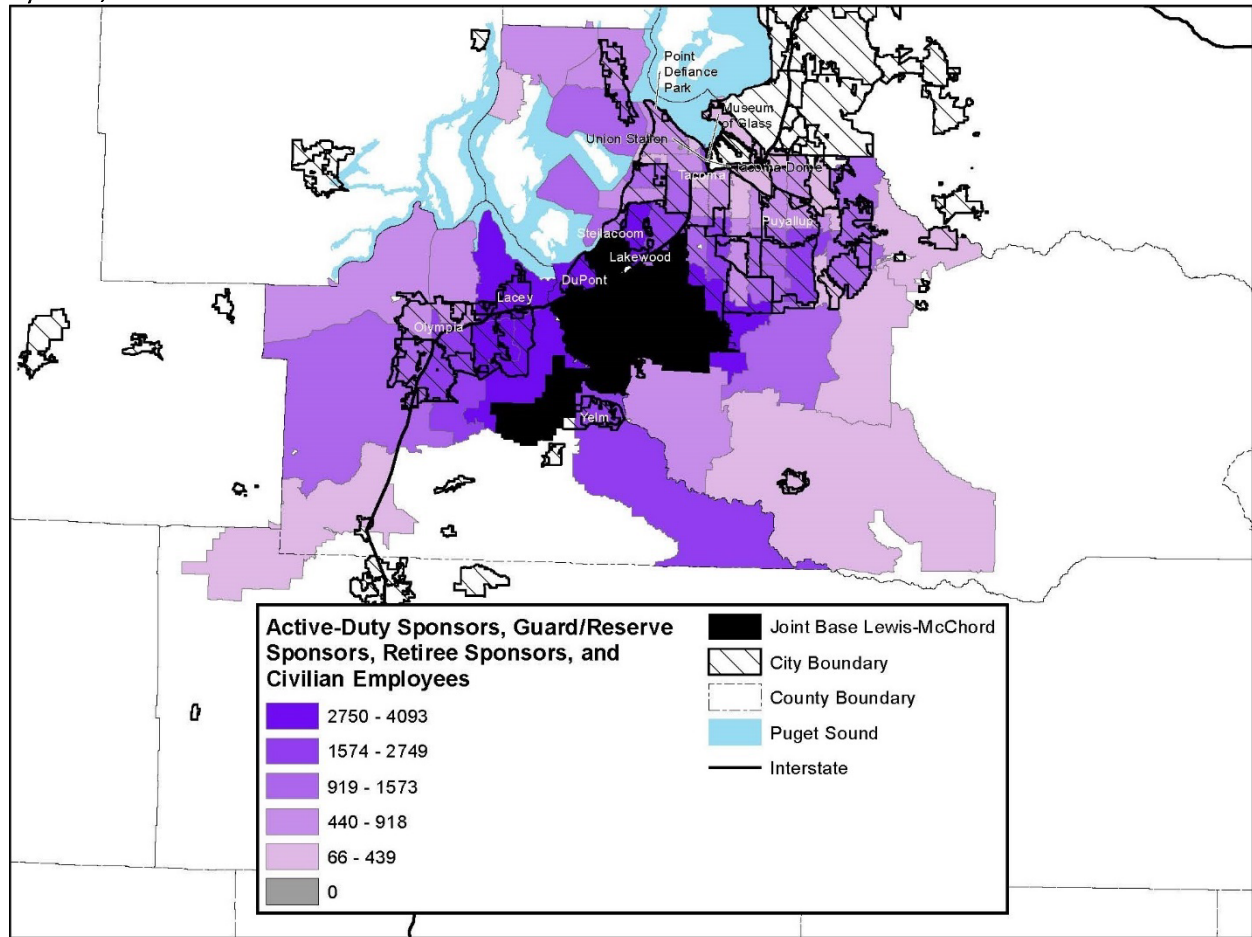 Point
Defiance
Park
Museum
of Glass
Union Station
Tacoma Dome
Tacoma
Puyallup
Steilacoom
Lakewood
DuPont
Lacey
Olympia
Yelm
Active-Duty Sponsors, Guard/Reserve
Sponsors, Retiree Sponsors, and
Civilian Employees
2750 - 4093
1574 - 2749
919 - 1573
440 - 918
66 - 439
0
Joint Base Lewis-McChord
City Boundary
County Boundary
Puget Sound
Interstate